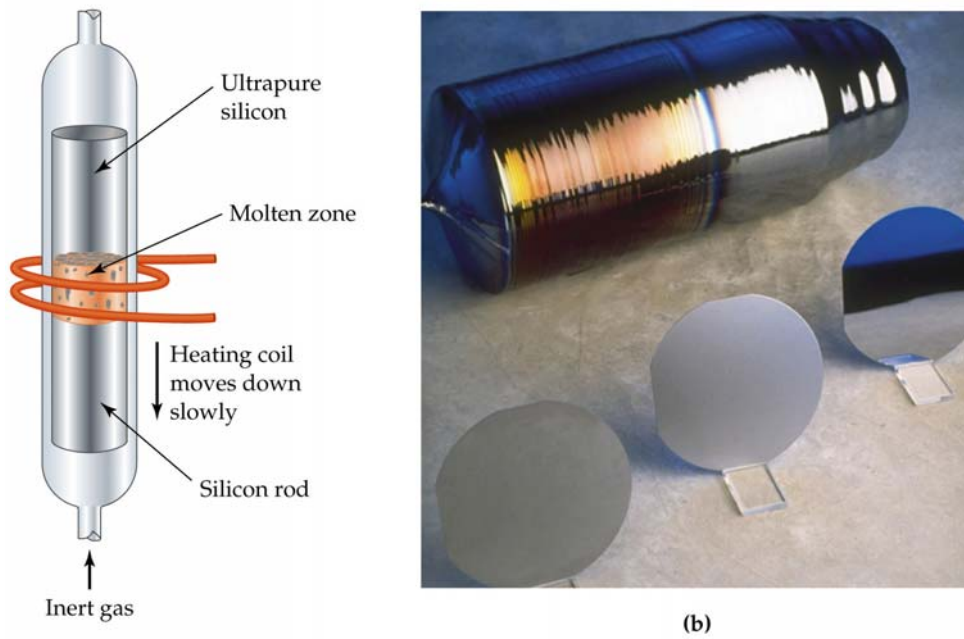 Ultrapure
silicon
Molten zone
Heating coil
moves down
slowly
Silicon rod
Inert gas
(b)